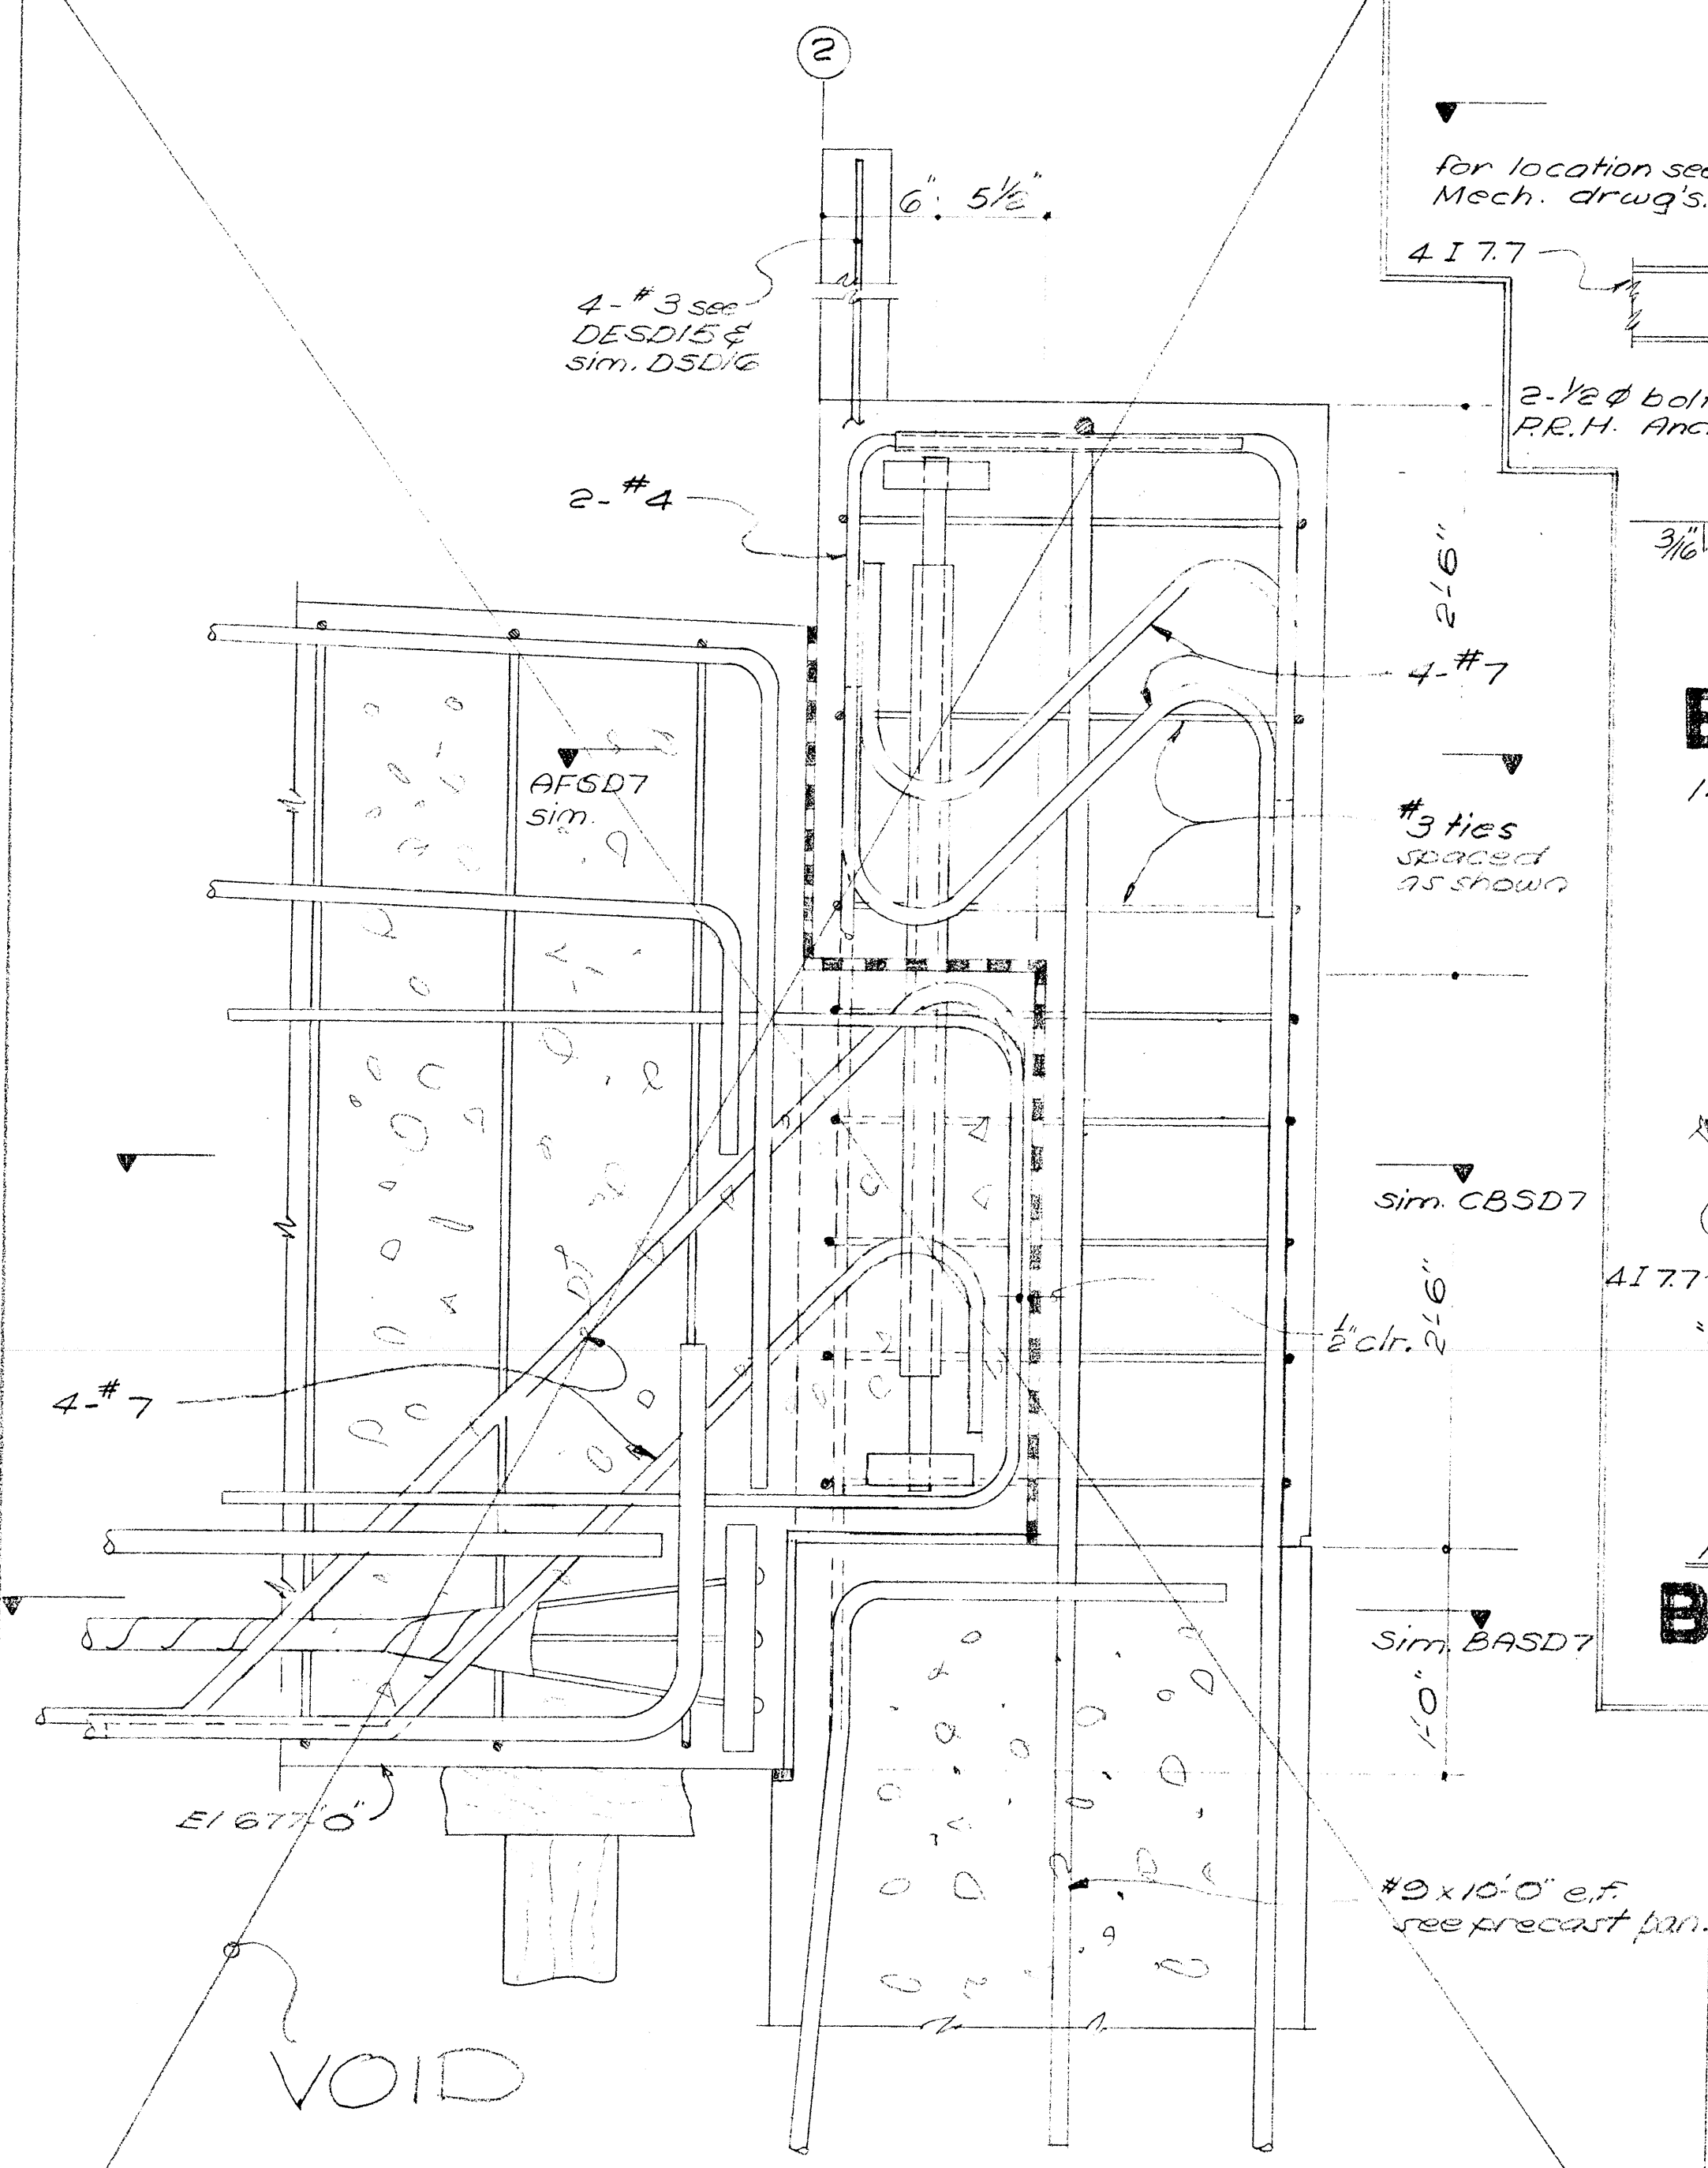 2
6" 5½"
for location see
Mech. drwg's.
4 I 7.7
4-#3 see
DESD15 &
sim. DSD16
2-½ Ø bolt
P.R.H. Anc.
2-#4
3/16"
2'-6"
4-#7
AFSD7
sim.
#3 ties
spaced
as shown
sim. CBSD7
4 I 7.7
2'-6"
½" clr.
4-#7
B
sim. BASD7
1'-0"
El 677'-0"
#9 x 10'-0" e.f.
see precast pan.
VOID